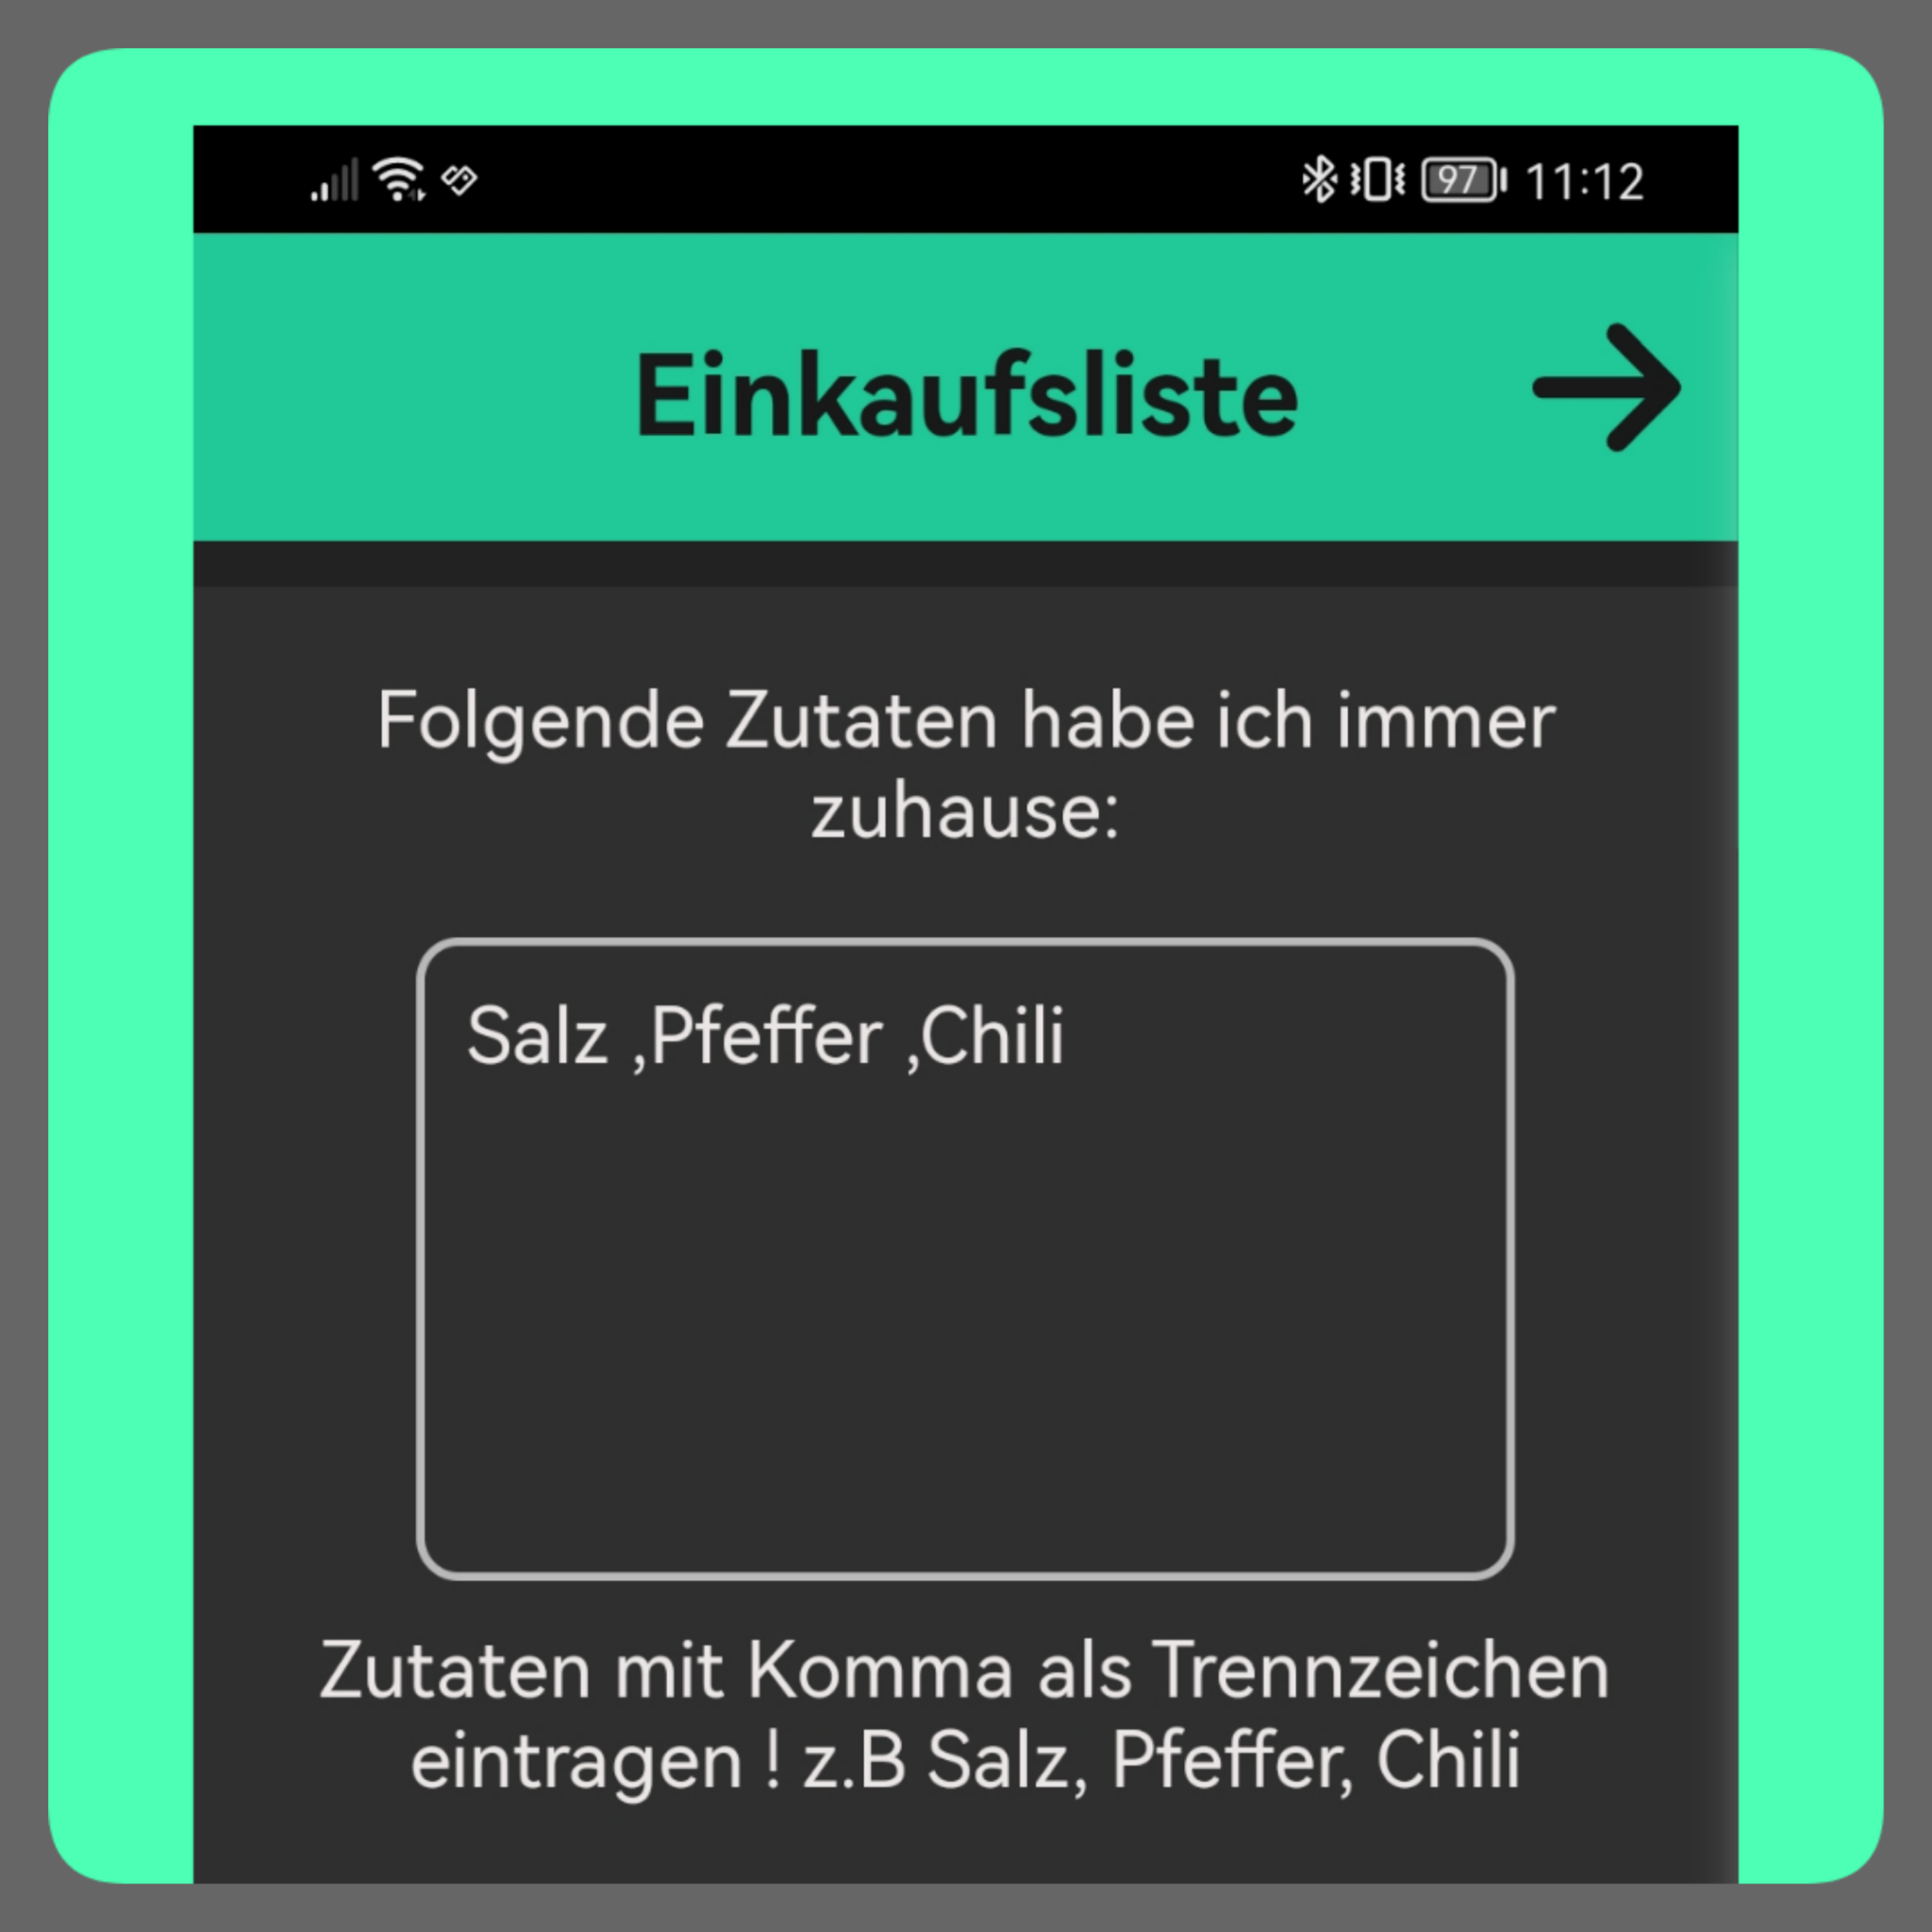 97 11:12
Einkaufsliste
Folgende Zutaten habe ich immer
zuhause:
Salz ,Pfeffer ,Chili
Zutaten mit Komma als Trennzeichen
eintragen ! z.B Salz, Pfeffer, Chili